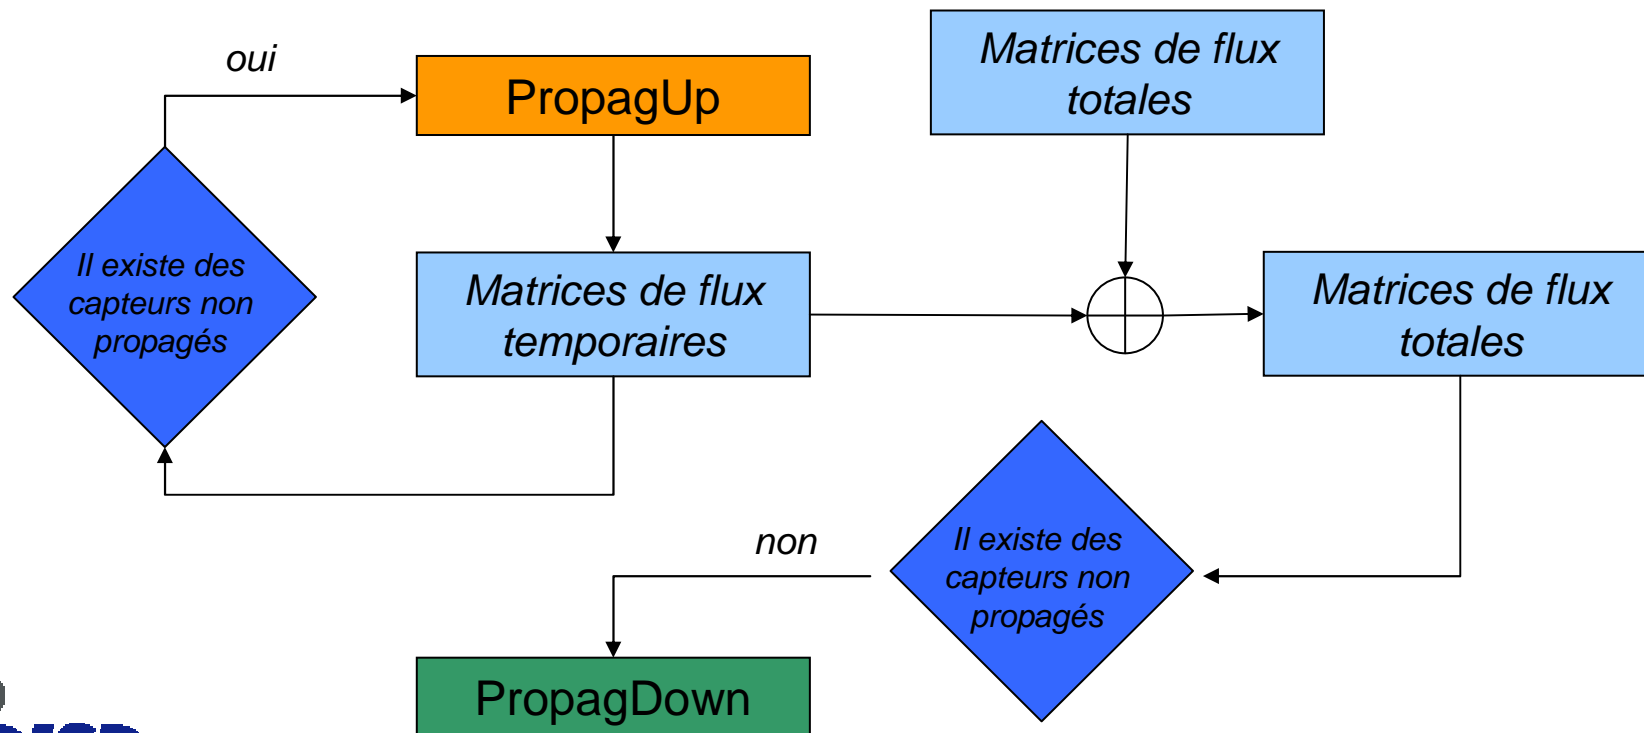 oui
PropagUp
Matrices de flux
totales
Il existe des
capteurs non
propagés
Matrices de flux
temporaires
Matrices de flux
totales
non
Il existe des
capteurs non
propagés
PropagDown